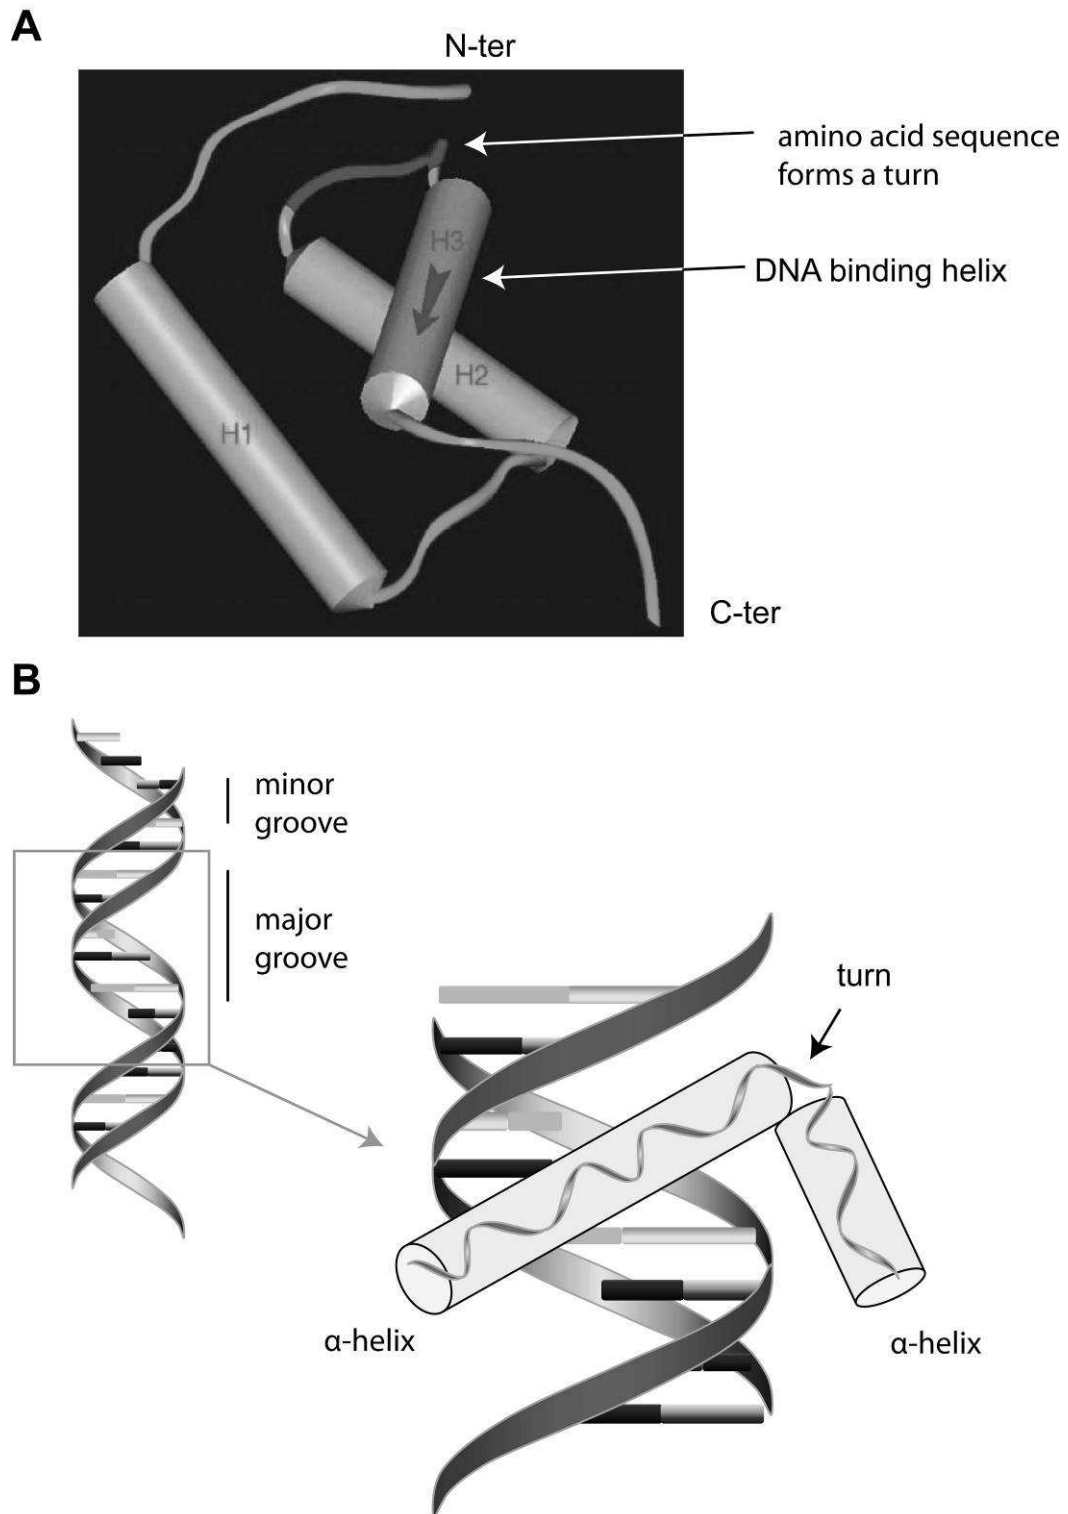 A
N-ter
amino acid sequence
forms a turn
H3
DNA binding helix
H2
H1
C-ter
B
minor
groove
major
groove
turn
α-helix
α-helix